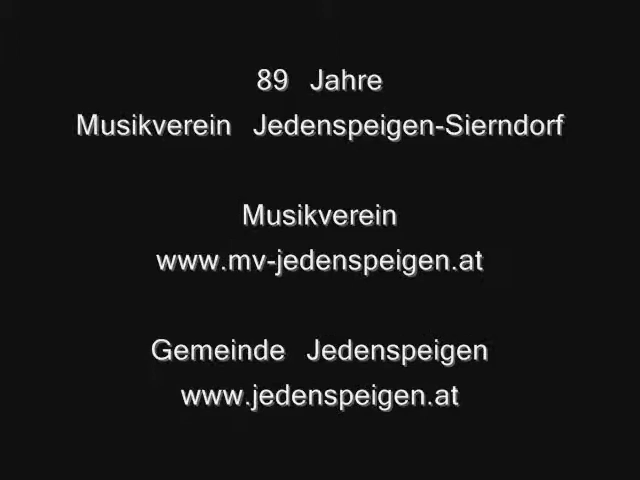 89 Jahre
Musikverein Jedenspeigen-Sierndorf
Musikverein
www.mv-jedenspeigen.at
Gemeinde Jedenspeigen
www.jedenspeigen.at